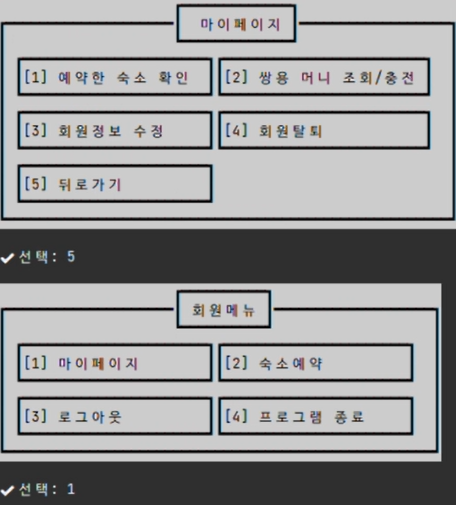 마이페이지
[1] 예약한 숙소 확인 [2] 쌍용 머니 조회/충전
[3] 회원정보 수정 [4] 회원탈퇴
[5] 뒤로가기
✔선택: 5
회원메뉴
[1] 마이페이지 [2] 숙소예약
[3] 로그아웃 [4] 프로그램 종료
✔선택: 1